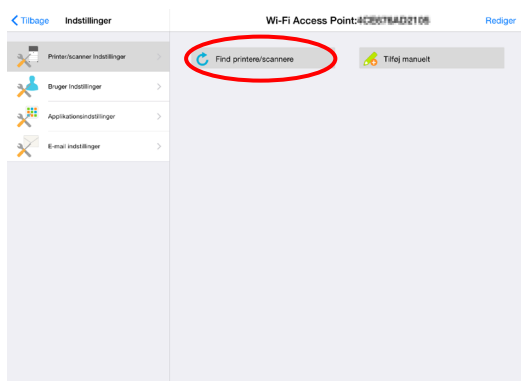 Tilbage
Indstillinger
Wi-Fi Access Point:
Rediger
Printer/scanner Indstillinger
Bruger Indstillinger
Applikationsindstillinger
E-mail indstillinger
Find printere/scannere
Tilføj manuelt